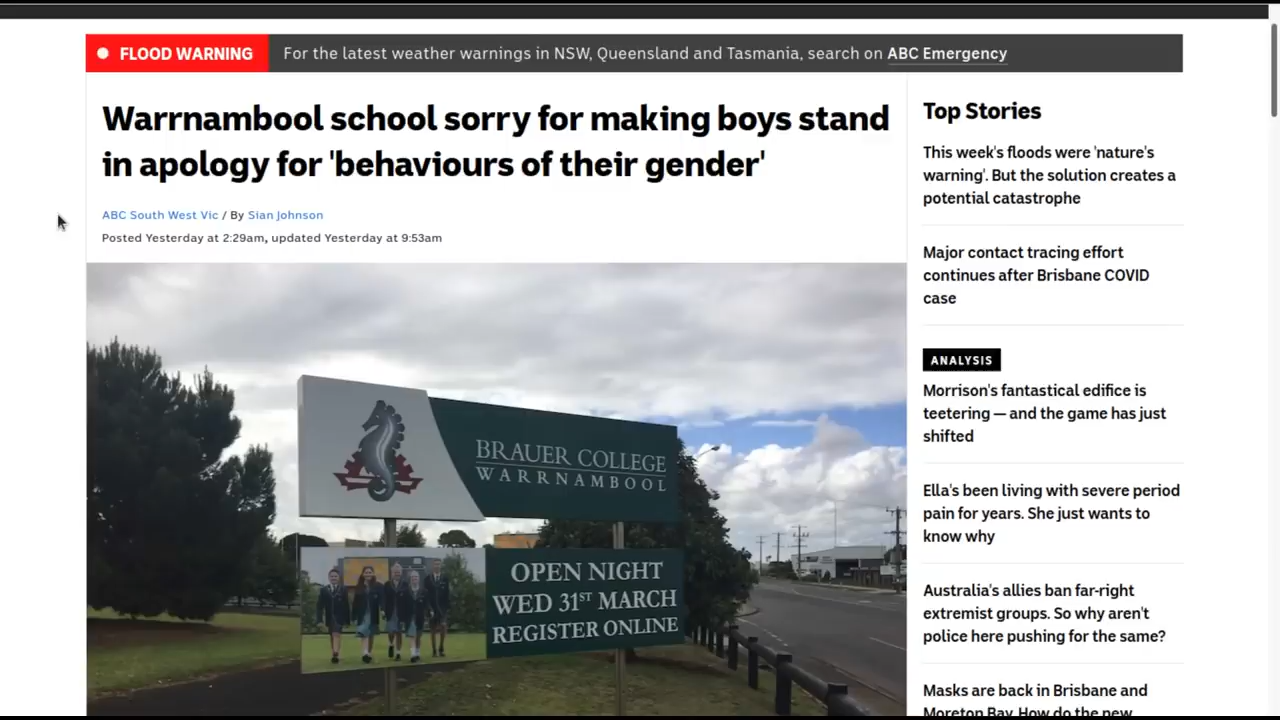 FLOOD WARNING
For the latest weather warnings in NSW, Queensland and Tasmania, search on ABC Emergency
Warrnambool school sorry for making boys stand
in apology for 'behaviours of their gender'
ABC South West Vic / By Sian Johnson
Posted Yesterday at 2:29am, updated Yesterday at 9:53am
BRAUER COLLEGE
WARRNAMBOOL
OPEN NIGHT
WED 31ST MARCH
REGISTER ONLINE
Top Stories
This week's floods were 'nature's
warning'. But the solution creates a
potential catastrophe
Major contact tracing effort
continues after Brisbane COVID
case
ANALYSIS
Morrison's fantastical edifice is
teetering — and the game has just
shifted
Ella's been living with severe period
pain for years. She just wants to
know why
Australia's allies ban far-right
extremist groups. So why aren't
police here pushing for the same?
Masks are back in Brisbane and
Moreton Bay. How do the new